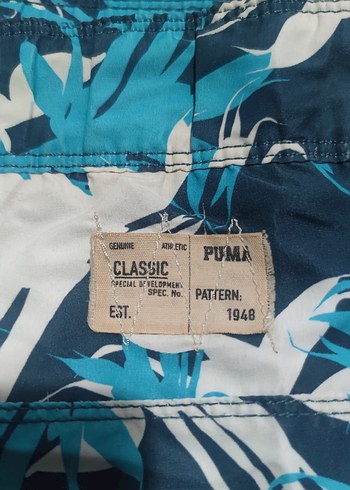 GENUINE ATHLETIC
CLASSIC
SPECIAL DEVELOPMENT
SPEC. No.
EST.
PUMA
PATTERN:
1948